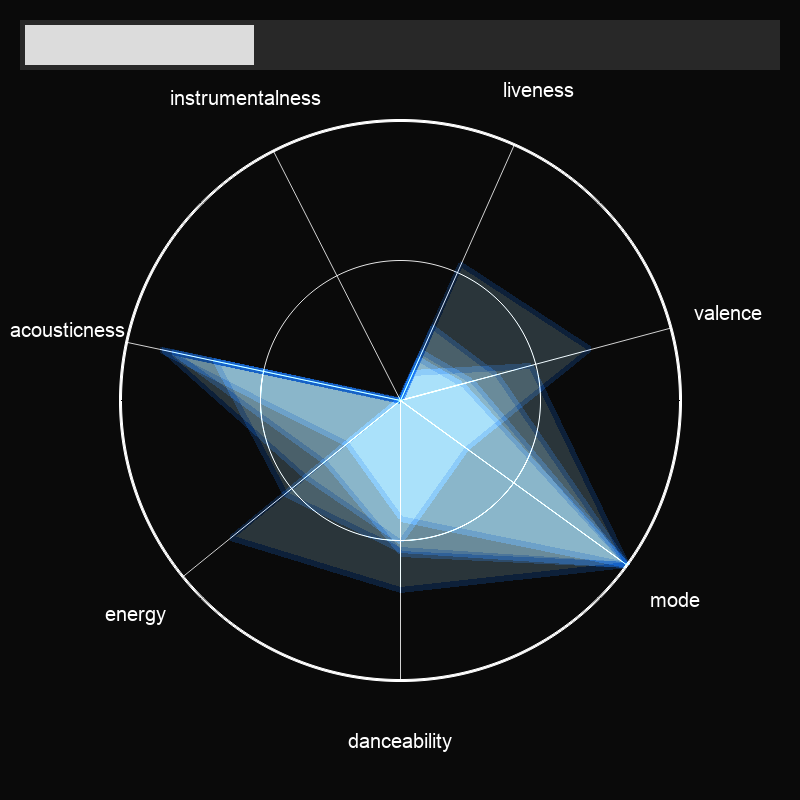 liveness
instrumentalness
valence
acousticness
mode
energy
danceability